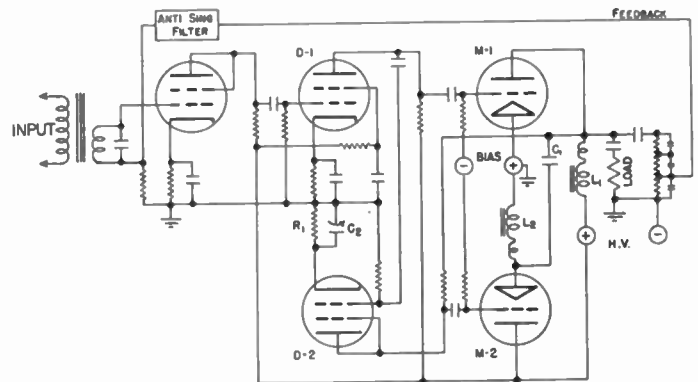 ANTI SING
FILTER
FEEDBACK
D-1
M-1
INPUT
BIAS
C1
L1
LOAD
R1
C2
L2
H.V.
D-2
M-2